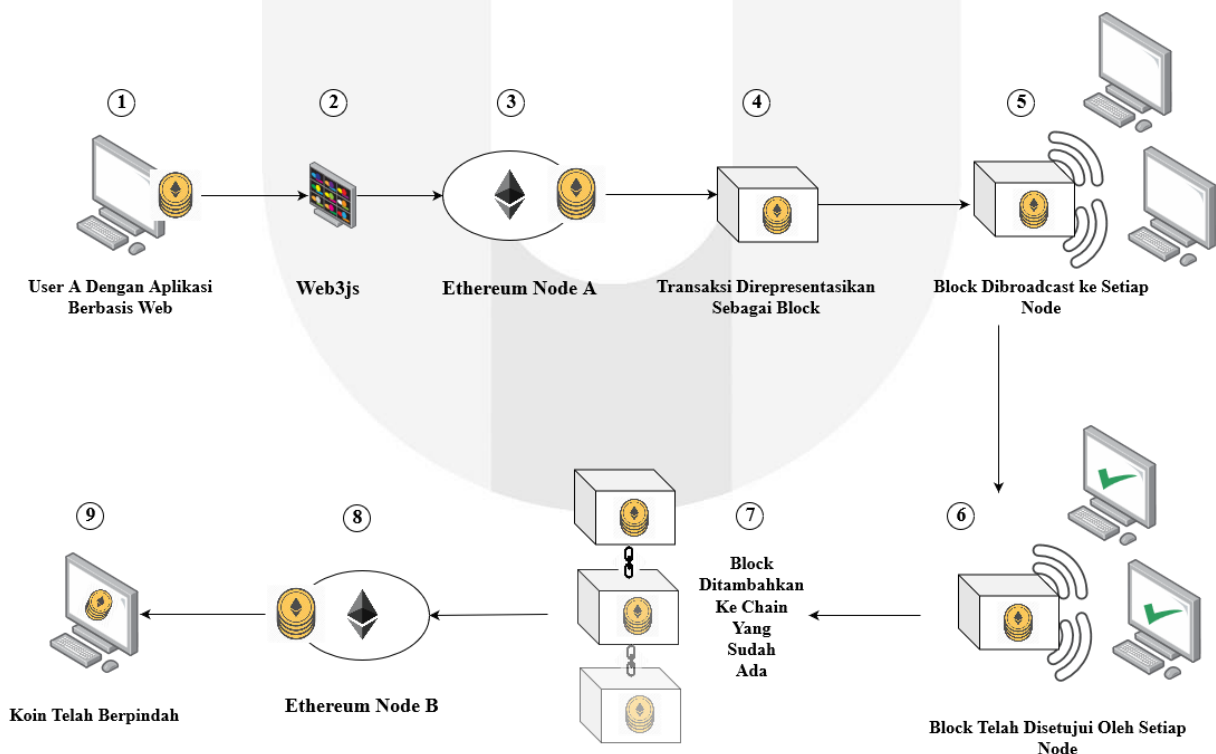 1
2
3
4
5
User A Dengan Aplikasi
Berbasis Web
Web3js
Ethereum Node A
Transaksi Direpresentasikan
Sebagai Block
Block Dibroadcast ke Setiap
Node
9
8
7
6
Block
Ditambahkan
Ke Chain
Yang
Sudah
Ada
Koin Telah Berpindah
Ethereum Node B
Block Telah Disetujui Oleh Setiap
Node